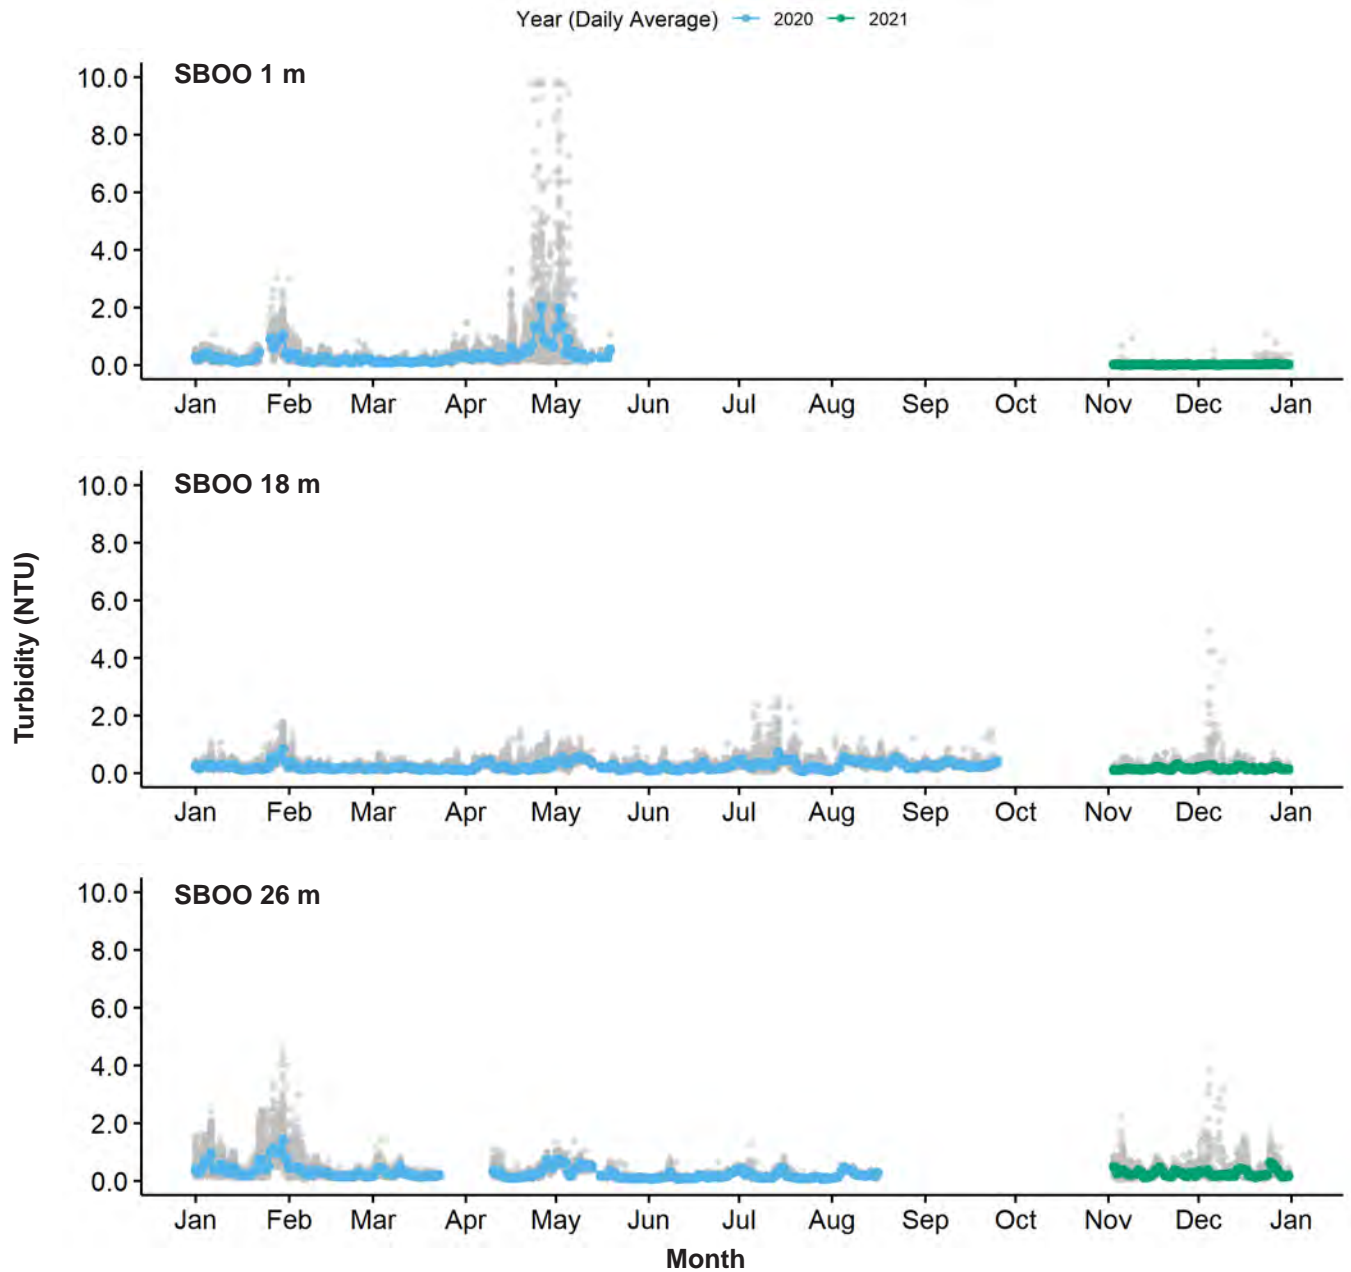 Year (Daily Average) 2020 2021
SBOO 1 m
10.0
8.0
6.0
4.0
2.0
0.0
Jan Feb Mar Apr May Jun Jul Aug Sep Oct Nov Dec Jan
SBOO 18 m
10.0
8.0
6.0
4.0
2.0
0.0
Jan Feb Mar Apr May Jun Jul Aug Sep Oct Nov Dec Jan
Turbidity (NTU)
SBOO 26 m
10.0
8.0
6.0
4.0
2.0
0.0
Jan Feb Mar Apr May Jun Jul Aug Sep Oct Nov Dec Jan
Month